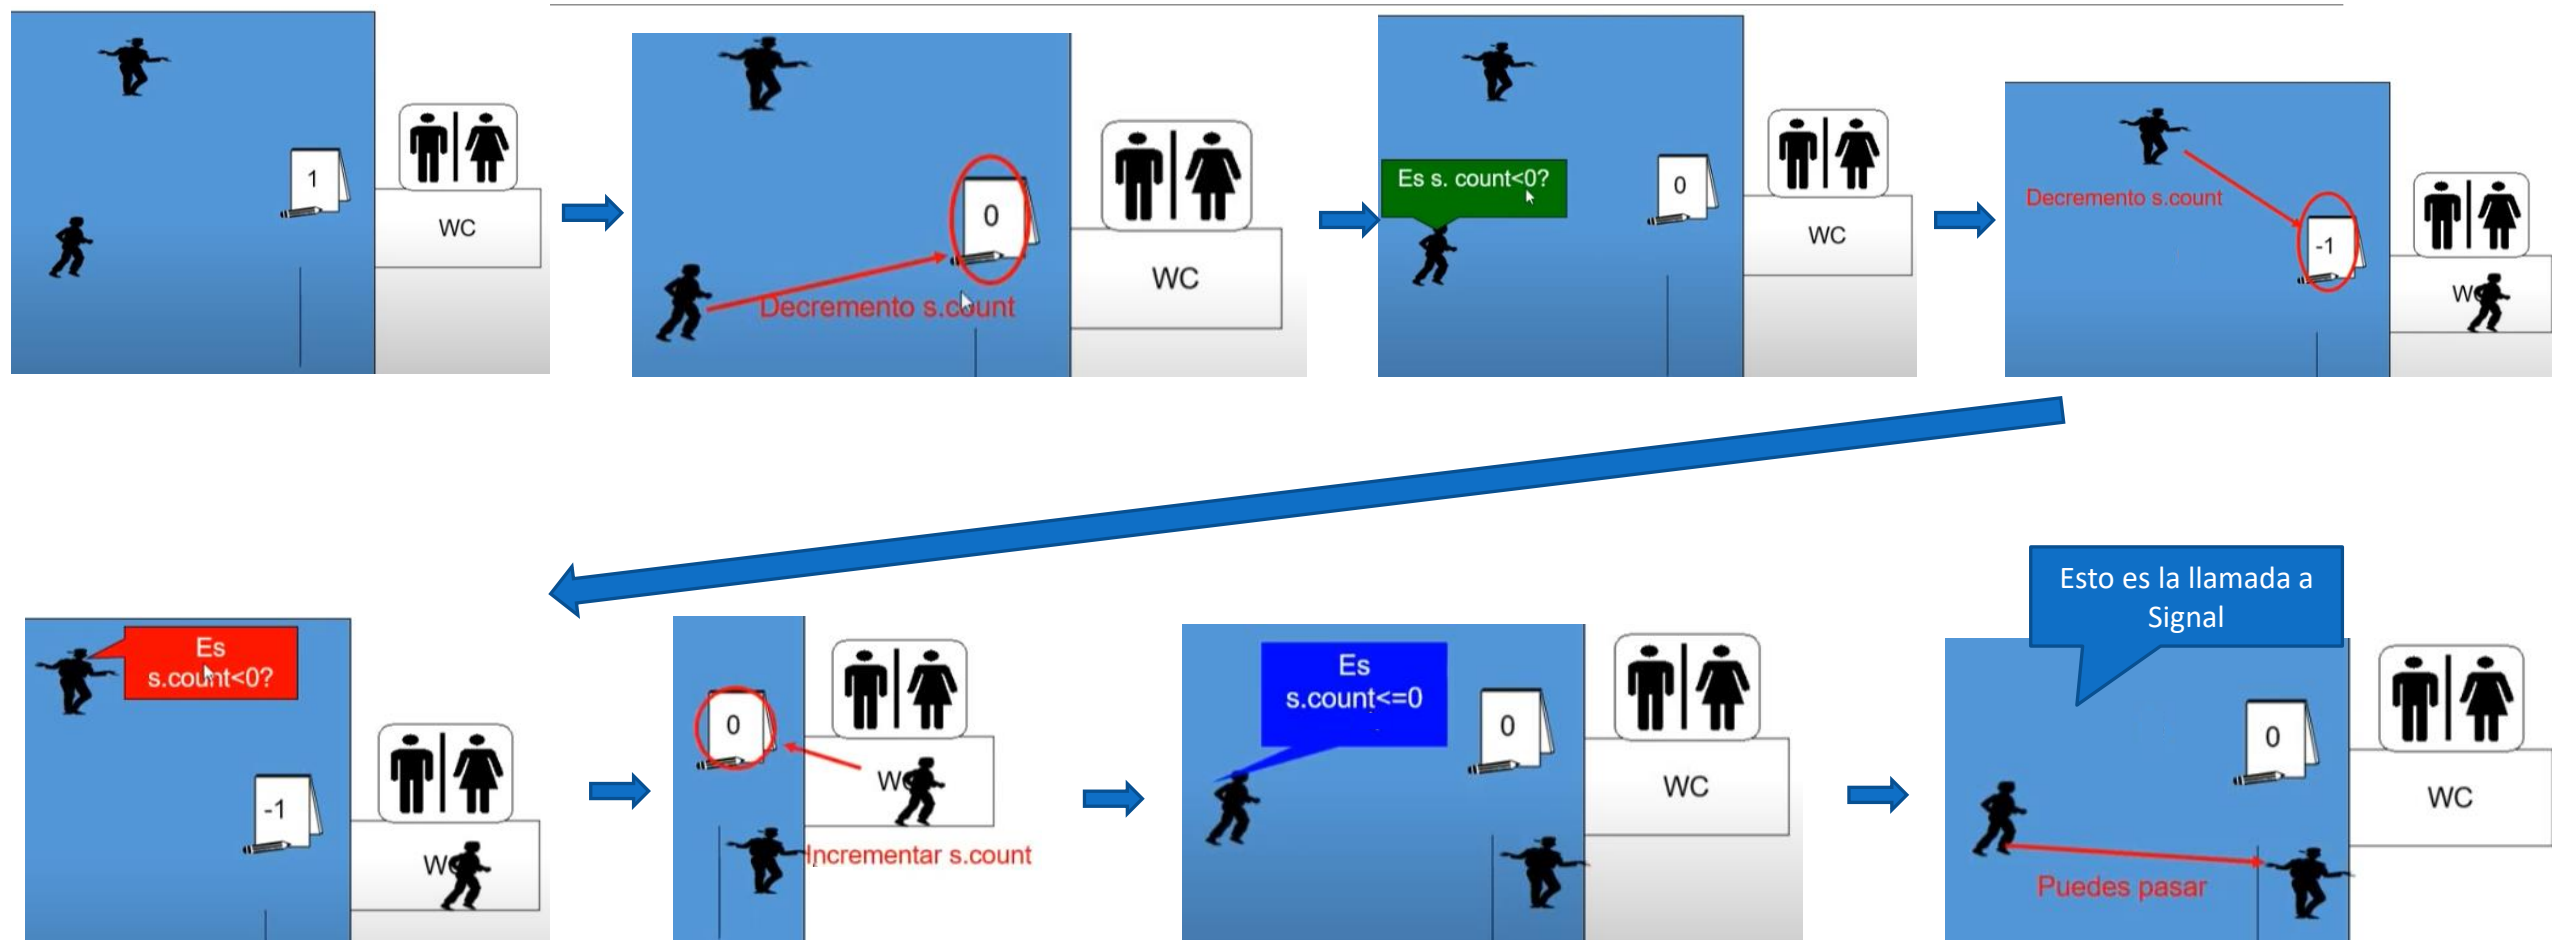 1
WC
0
Decremento s.count
WC
Es s. count<0?
0
WC
Decremento s.count
-1
Es
s.count<0?
-1
0
Incrementar s.count
Es
s.count<=0
0
WC
Esto es la llamada a
Signal
0
WC
Puedes pasar